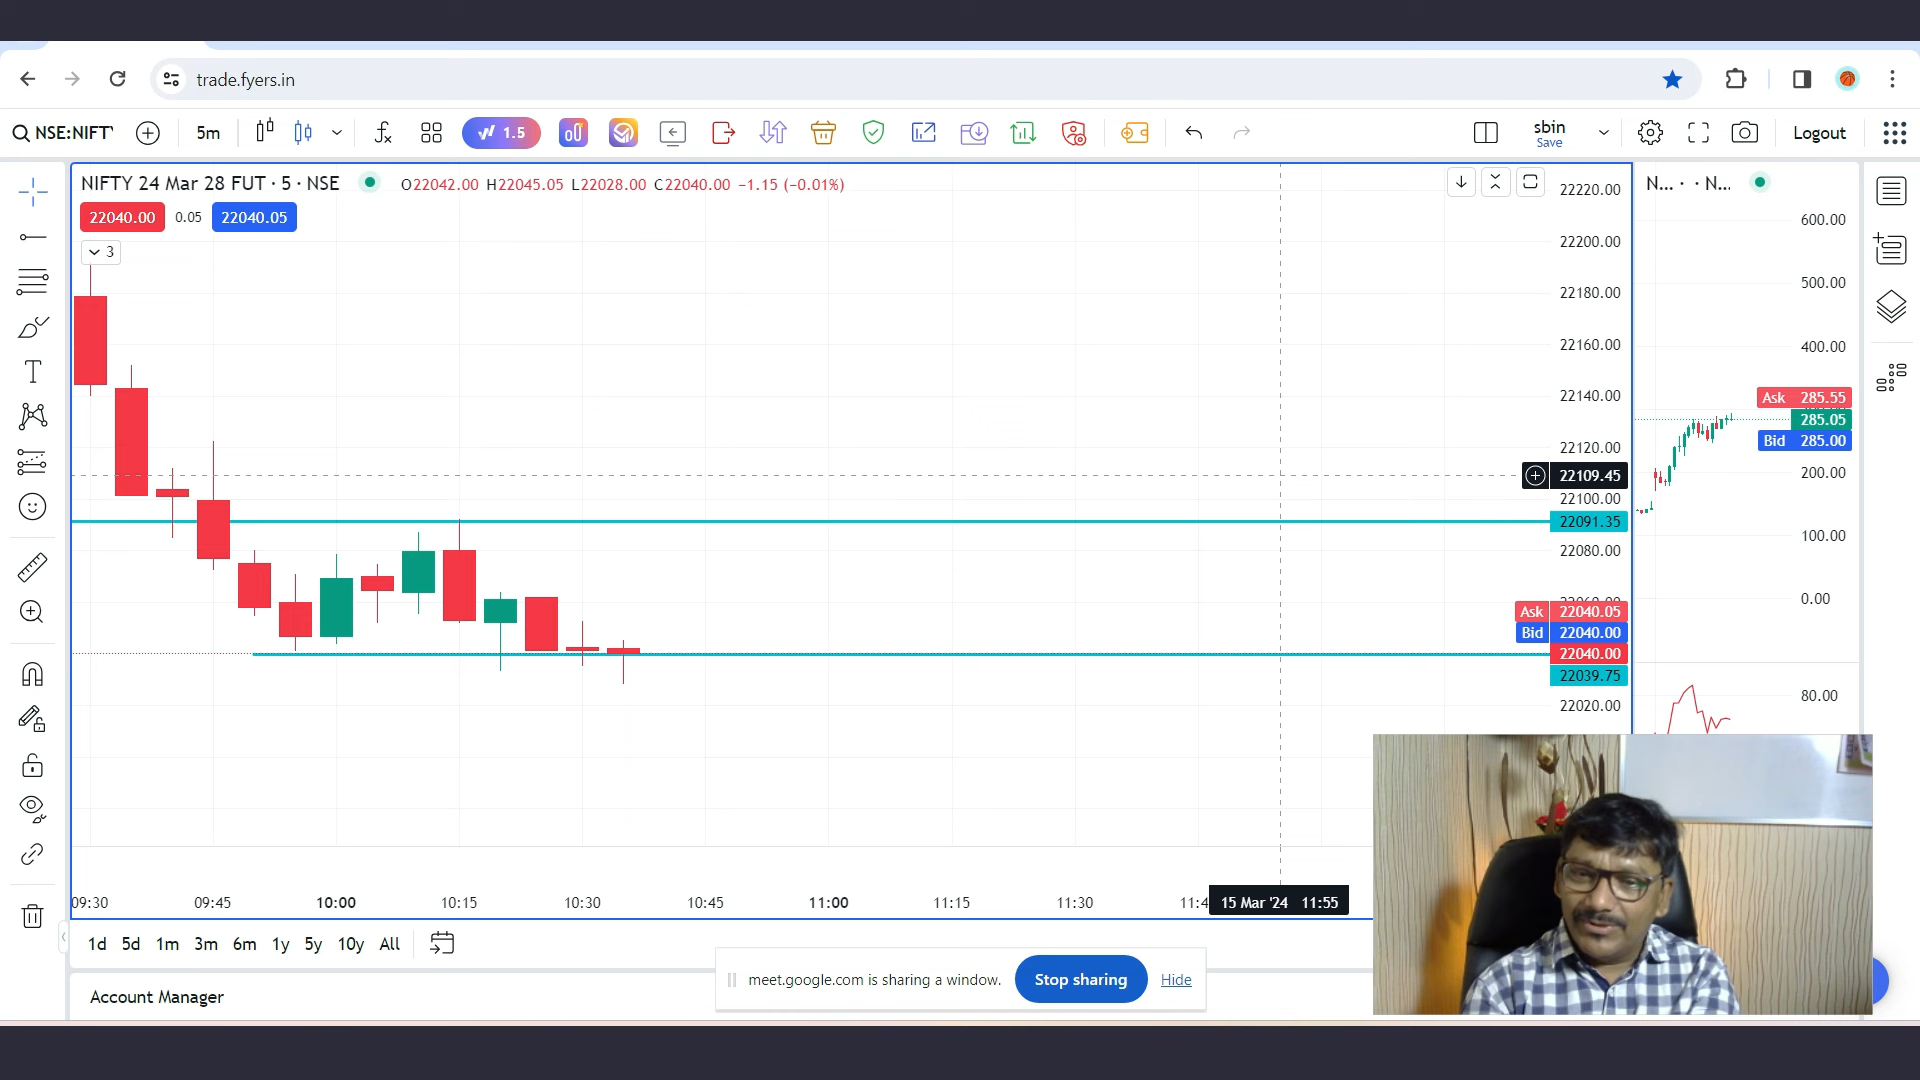 trade.fyers.in
NSE:NIFTY
5m
1.5
sbin
Save
Logout
NIFTY 24 Mar 28 FUT · 5 · NSE
O22042.00 H22045.05 L22028.00 C22040.00 −1.15 (−0.01%)
22040.00
0.05
22040.05
3
22220.00
22200.00
22180.00
22160.00
22140.00
22120.00
22109.45
22100.00
22091.35
22080.00
22060.00
Ask 22040.05
Bid 22040.00
22040.00
22039.75
22020.00
N... · · N...
600.00
500.00
400.00
Ask 285.55
285.05
Bid 285.00
200.00
100.00
0.00
80.00
09:30
09:45
10:00
10:15
10:30
10:45
11:00
11:15
11:30
11:4
15 Mar '24 11:55
1d 5d 1m 3m 6m 1y 5y 10y All
meet.google.com is sharing a window.
Stop sharing
Hide
Account Manager